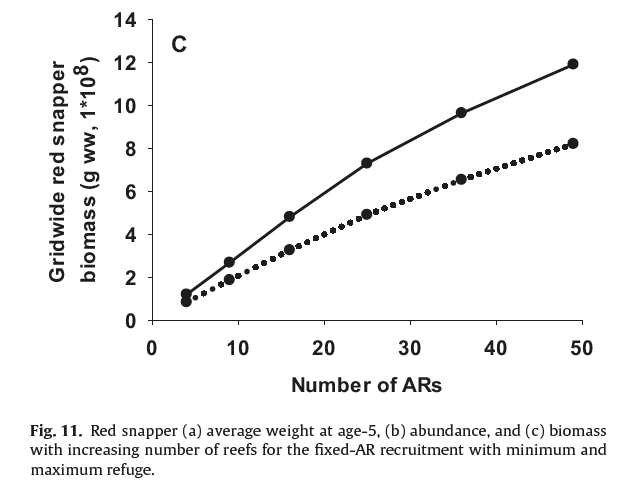 14
C
12
10
8
6
4
2
0
Gridwide red snapper
biomass (g ww, 1*10⁸)
0 10 20 30 40 50
Number of ARs
Fig. 11. Red snapper (a) average weight at age-5, (b) abundance, and (c) biomass
with increasing number of reefs for the fixed-AR recruitment with minimum and
maximum refuge.